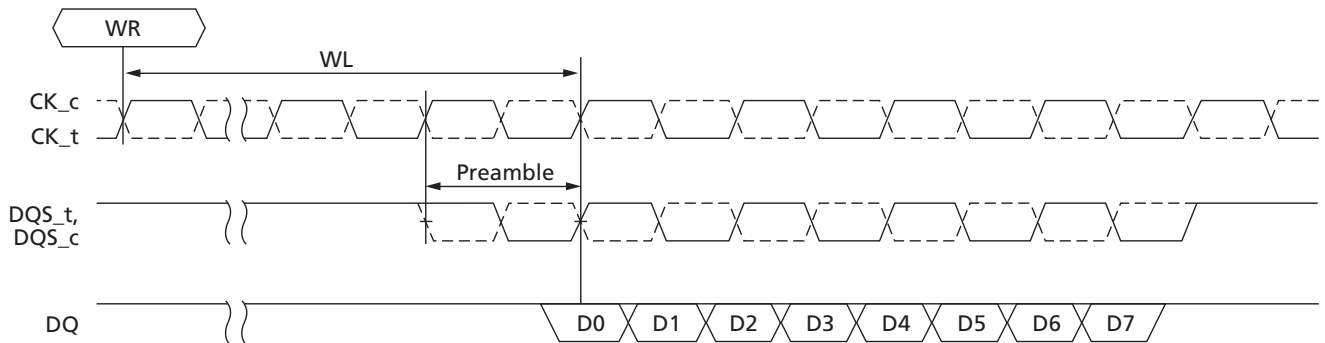 WR
WL
CK_c
CK_t
Preamble
DQS_t,
DQS_c
DQ
D0
D1
D2
D3
D4
D5
D6
D7